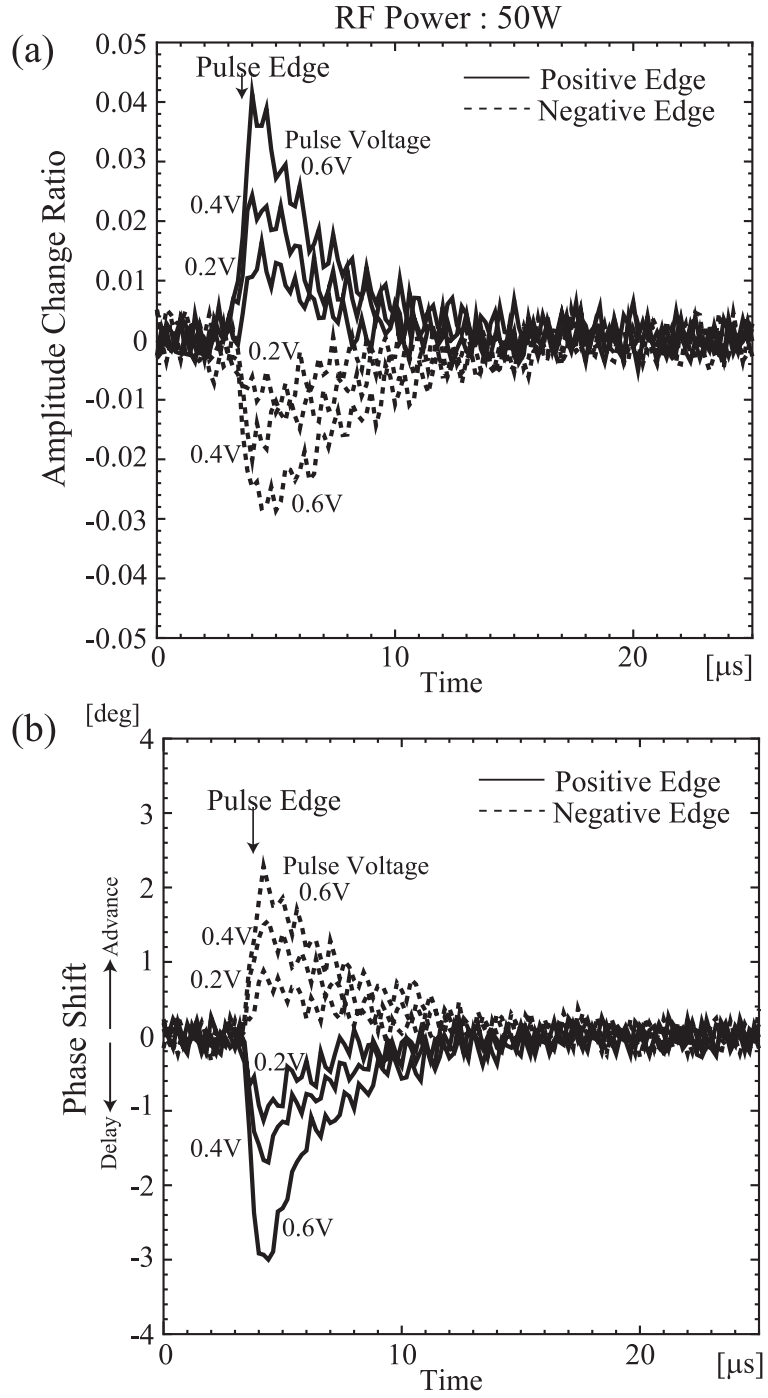 RF Power : 50W
(a)
0.05
Pulse Edge
Positive Edge
0.04
Negative Edge
Pulse Voltage
0.03
0.6V
0.4V
0.02
0.2V
0.01
Amplitude Change Ratio
0
0.2V
-0.01
0.4V
-0.02
0.6V
-0.03
-0.04
-0.05
0
10
20
[μs]
Time
(b)
[deg]
4
Positive Edge
3
Pulse Edge
Negative Edge
Pulse Voltage
2
0.6V
0.4V
0.2V
1
Phase Shift
Delay
Advance
0
0.2V
-1
0.4V
-2
0.6V
-3
-4
0
10
20
[μs]
Time